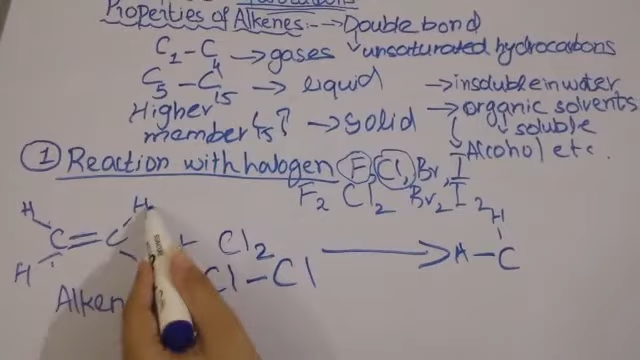 Properties of Alkenes :- → Double bond
C1 - C4 → gases unsaturated hydrocarbons
C5 - C15 → Liquid → insoluble in water
Higher member → solid → organic solvents
soluble
Alcohol etc.
① Reaction with halogen F, Cl, Br, I
F2 Cl2 Br2 I2
H H H
C = C + Cl2 → H - C
H Cl - Cl
Alken